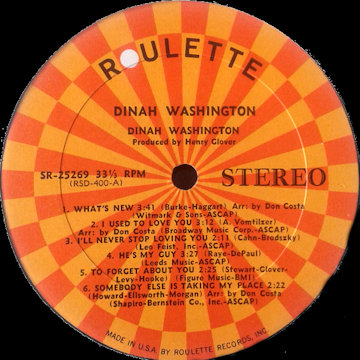 ROULETTE
DINAH WASHINGTON
DINAH WASHINGTON
Produced by Henry Glover
SR-25269 33⅓ RPM
(RSD-400-A)
STEREO
1. WHAT'S NEW 3:41 (Burke-Haggart) Arr: by Don Costa
(Witmark & Sons-ASCAP)
2. I USED TO LOVE YOU 3:12 (A. Vontilzer)
Arr: by Don Costa (Broadway Music Corp.-ASCAP)
3. I'LL NEVER STOP LOVING YOU 2:11 (Cahn-Brodszky)
(Leo Feist, Inc.-ASCAP)
4. HE'S MY GUY 3:27 (Raye-DePaul)
(Leeds Music-ASCAP)
5. TO FORGET ABOUT YOU 2:25 (Stewart-Glover-
Levy-Hooke) (Figure Music-BMI)
6. SOMEBODY ELSE IS TAKING MY PLACE 2:22
(Howard-Ellsworth-Morgan) Arr: by Don Costa
(Shapiro-Bernstein Co., Inc.-ASCAP)
MADE IN U.S.A. BY ROULETTE RECORDS, INC.